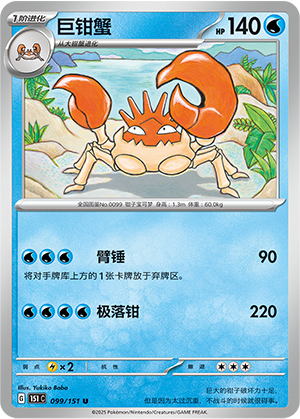 1阶进化
巨钳蟹
HP 140
从大钳蟹进化
全国图鉴No.0099 钳子宝可梦 身高：1.3m 体重：60.0kg
臂锤 90
将对手牌库上方的1张卡牌放于弃牌区。
极落钳 220
弱点 ×2 抗性 撤退
Illus. Yukiko Baba
G 151 C 099/151 U
巨大的钳子破坏力十足，
但是因为太过沉重，不战斗的时候就很碍事。
©2025 Pokémon/Nintendo/Creatures/GAME FREAK.